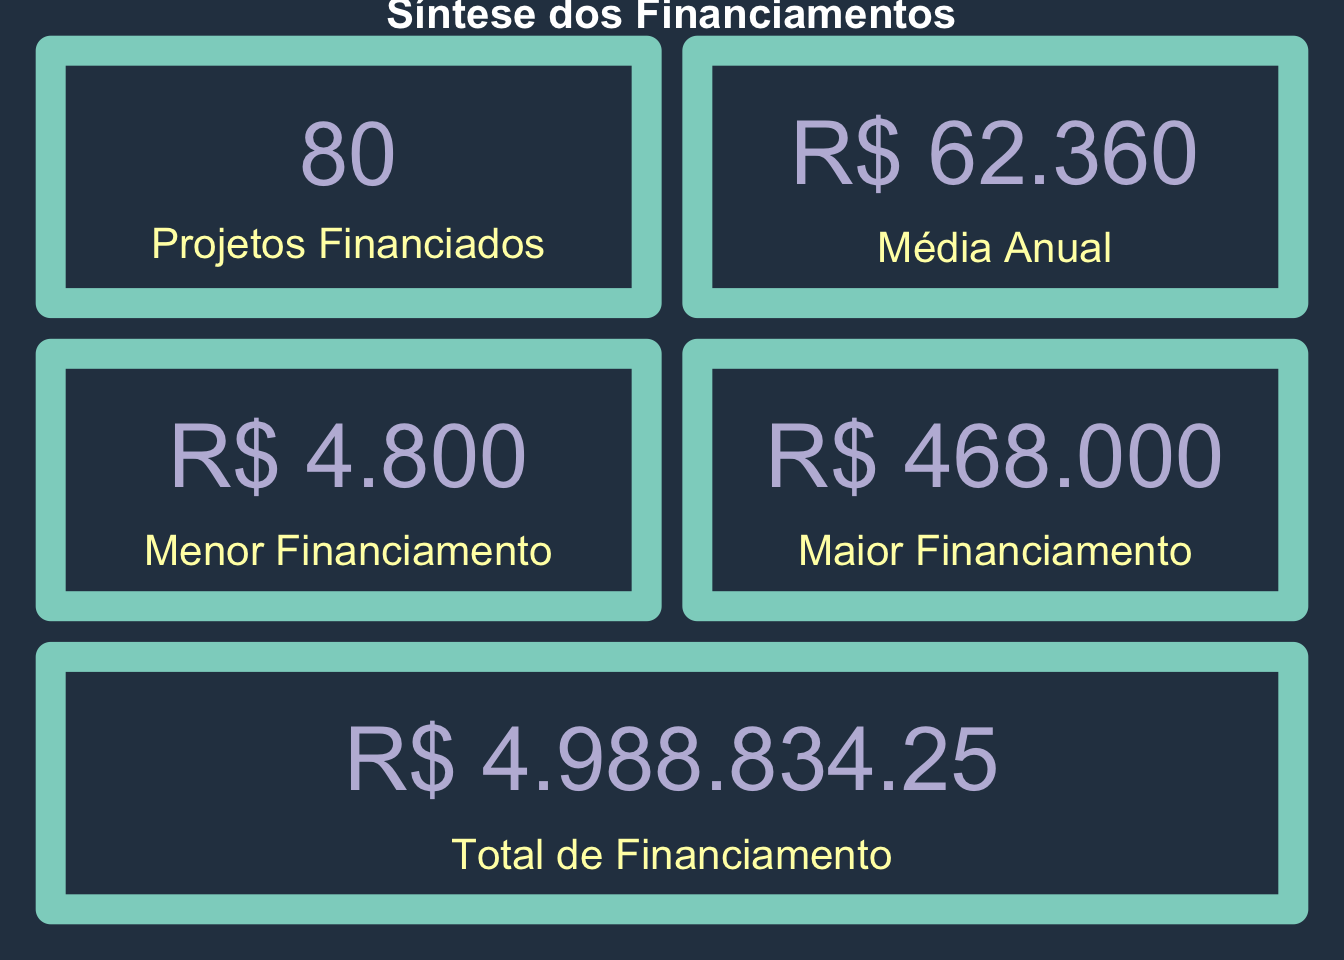 Síntese dos Financiamentos
80
Projetos Financiados
R$ 62.360
Média Anual
R$ 4.800
Menor Financiamento
R$ 468.000
Maior Financiamento
R$ 4.988.834.25
Total de Financiamento